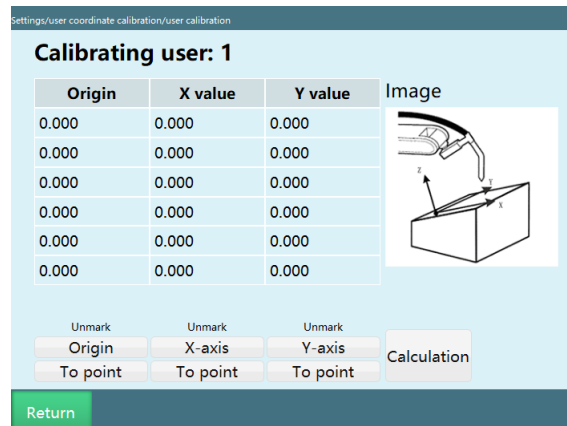 Settings/user coordinate calibration/user calibration
Calibrating user: 1
Origin X value Y value
0.000 0.000 0.000
0.000 0.000 0.000
0.000 0.000 0.000
0.000 0.000 0.000
0.000 0.000 0.000
0.000 0.000 0.000
Image
Z
Y
X
Unmark Unmark Unmark
Origin X-axis Y-axis
To point To point To point
Calculation
Return